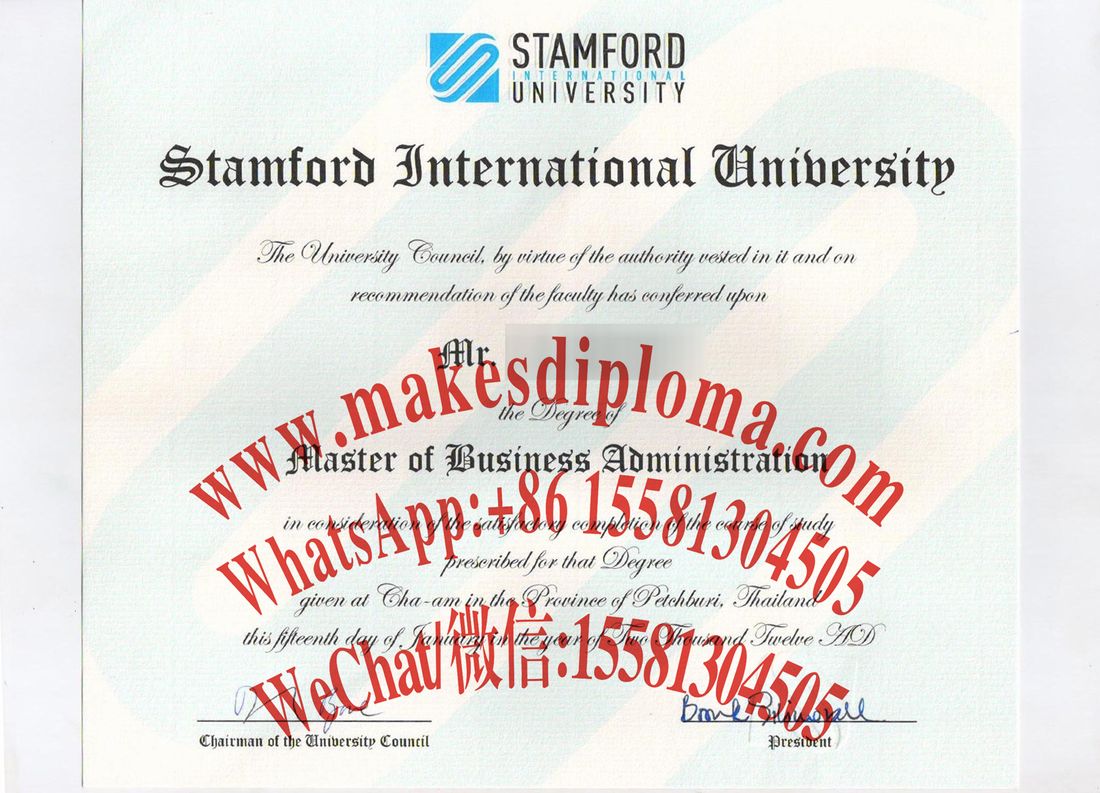 STAMFORD
INTERNATIONAL
UNIVERSITY
Stamford International University
The University Council, by virtue of the authority vested in it and on
recommendation of the faculty has conferred upon
Mr.
www.makesdiploma.com
the Degree of
Master of Business Administration
WhatsApp:+86 15581304505
in consideration of the satisfactory completion of the course of study
prescribed for that Degree
given at Cha-am in the Province of Petchburi, Thailand
WeChat/微信:15581304505
this fifteenth day of January in the year of Two Thousand Twelve AD
Chairman of the University Council
President